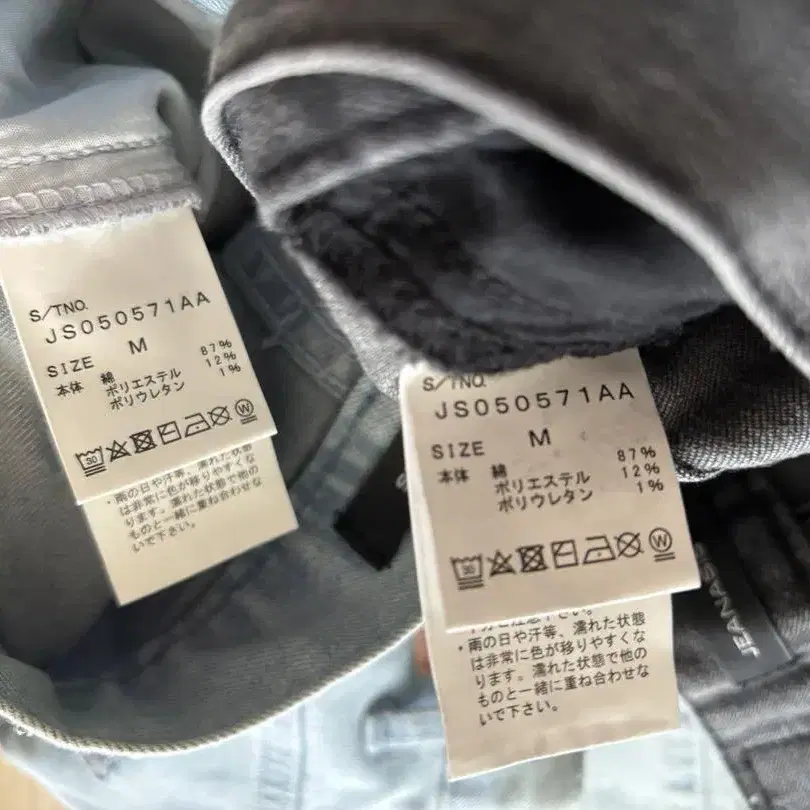 S/TNO.
JS050571AA
SIZE M
本体 綿 87%
ポリエステル 12%
ポリウレタン 1%
30
W
・雨の日や汗等、濡れた状態
は非常に色が移りやすくな
ります。濡れた状態で他の
ものと一緒に重ね合わせな
いで下さい。
S/TNO.
JS050571AA
SIZE M
本体 綿 87%
ポリエステル 12%
ポリウレタン 1%
30
W
・雨の日や汗等、濡れた状態
は非常に色が移りやすくな
ります。濡れた状態で他の
ものと一緒に重ね合わせな
いで下さい。